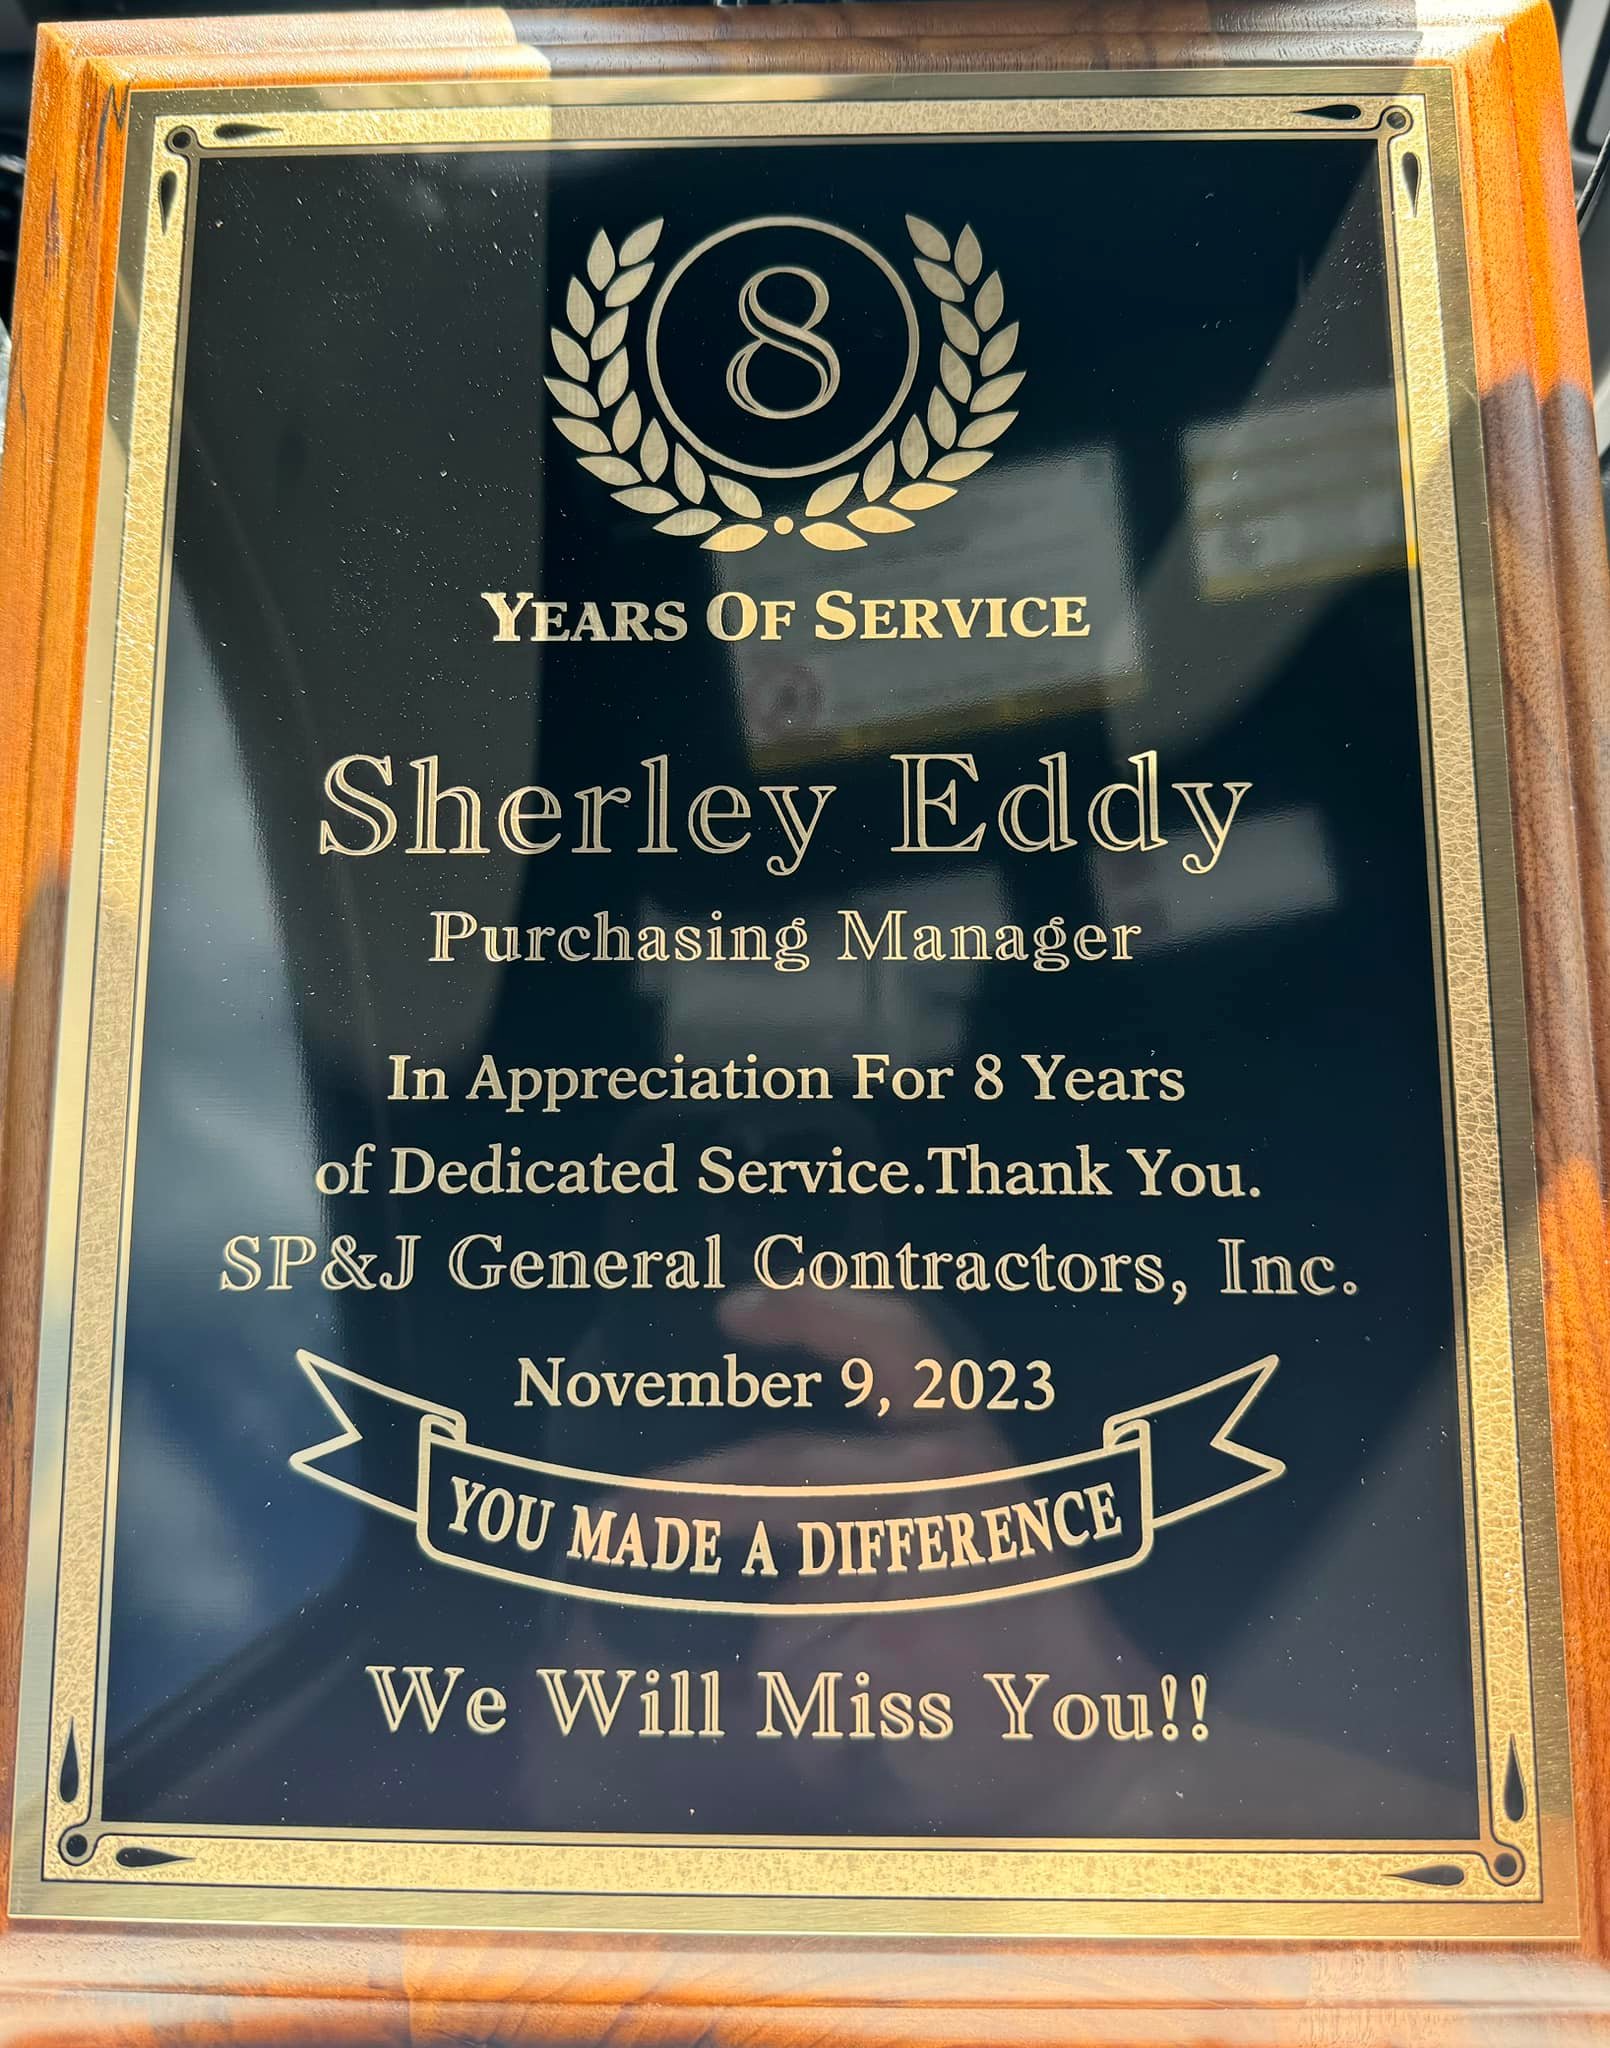 8
YEARS OF SERVICE
Sherley Eddy
Purchasing Manager
In Appreciation For 8 Years
of Dedicated Service.Thank You.
SP&J General Contractors, Inc.
November 9, 2023
YOU MADE A DIFFERENCE
We Will Miss You!!